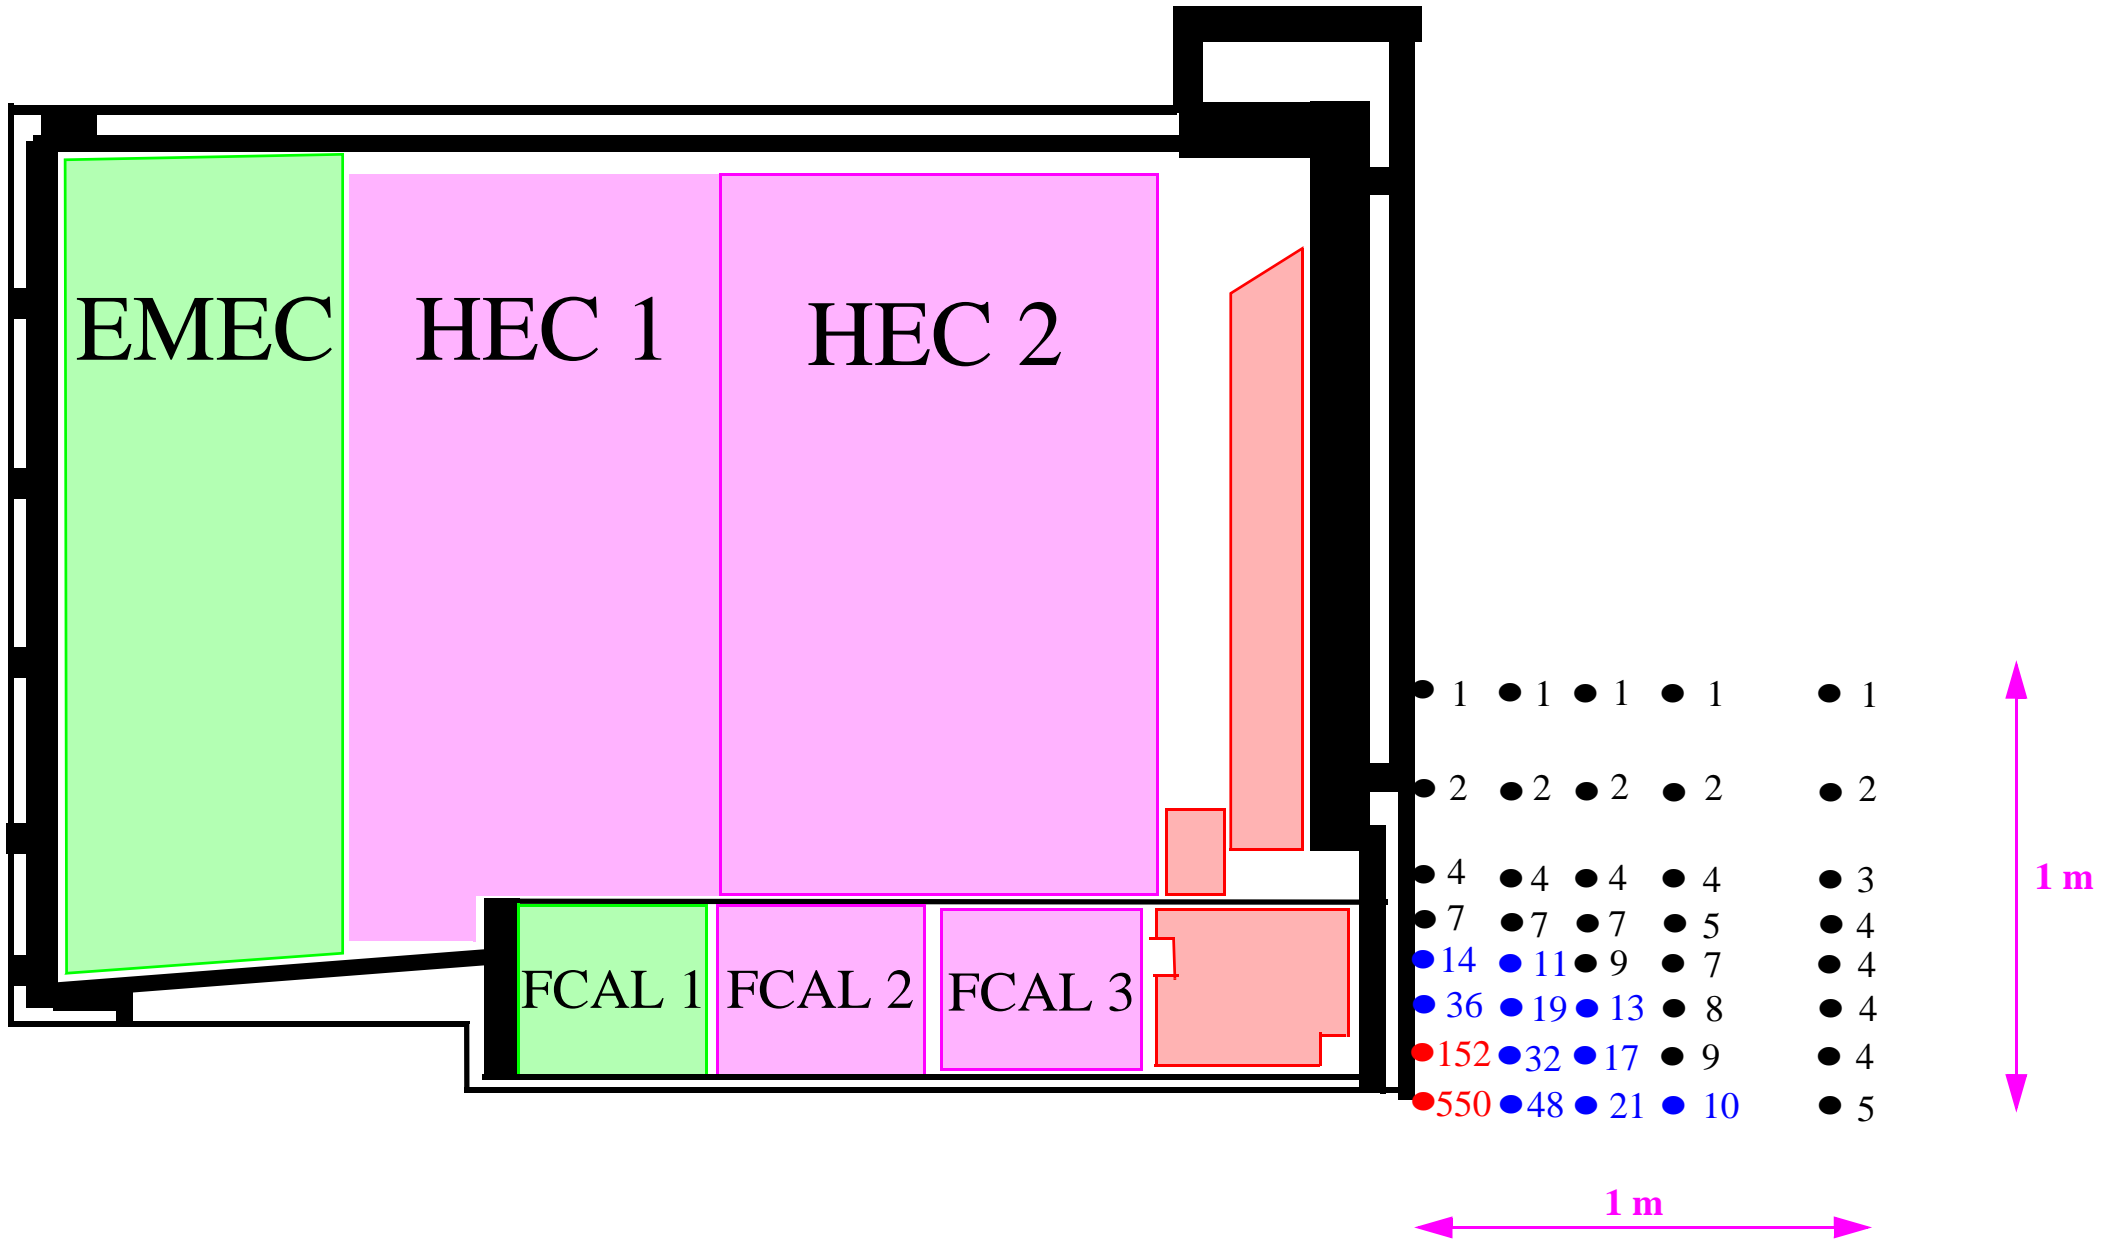 EMEC HEC 1 HEC 2
1 1 1 1 1
2 2 2 2 2
1 m
4 4 4 4 3
7 7 7 5 4
14 11 9 7 4
FCAL 1 FCAL 2 FCAL 3
36 19 13 8 4
152 32 17 9 4
550 48 21 10 5
1 m